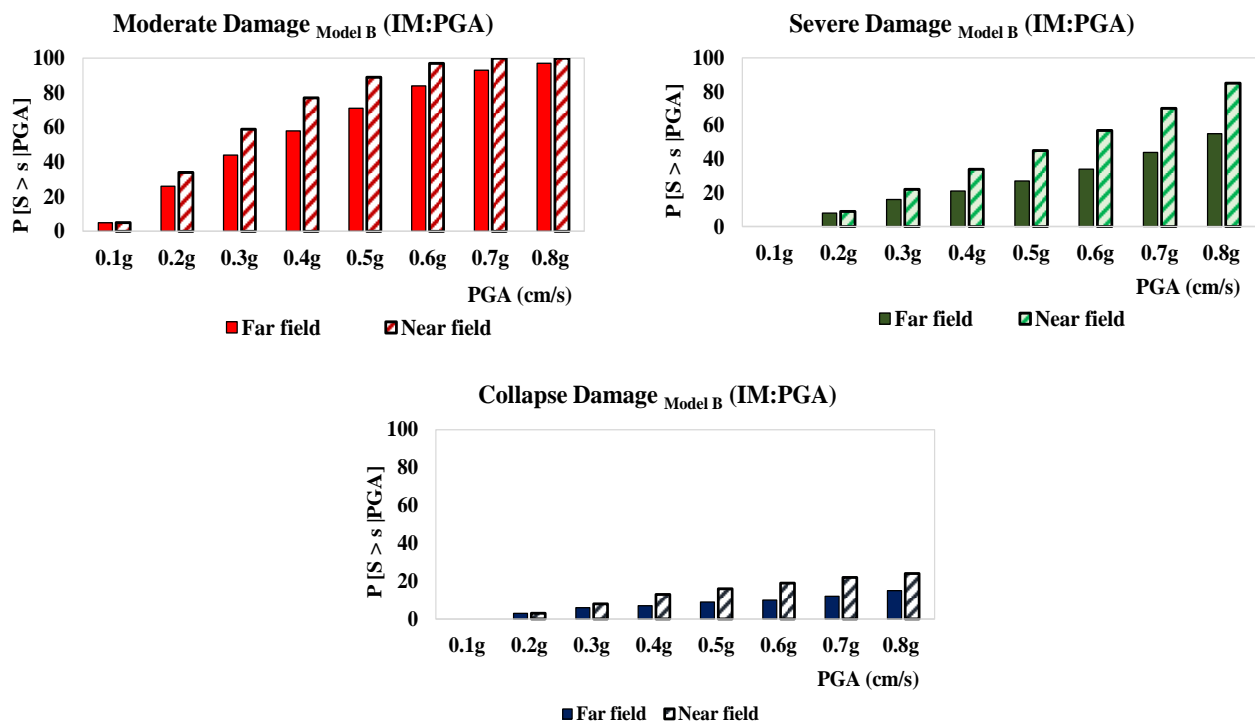 Moderate Damage Model B (IM:PGA)
P [S > s |PGA]
100
80
60
40
20
0
0.1g 0.2g 0.3g 0.4g 0.5g 0.6g 0.7g 0.8g
PGA (cm/s)
Far field Near field
Severe Damage Model B (IM:PGA)
P [S > s |PGA]
100
80
60
40
20
0
0.1g 0.2g 0.3g 0.4g 0.5g 0.6g 0.7g 0.8g
PGA (cm/s)
Far field Near field
Collapse Damage Model B (IM:PGA)
P [S > s |PGA]
100
80
60
40
20
0
0.1g 0.2g 0.3g 0.4g 0.5g 0.6g 0.7g 0.8g
PGA (cm/s)
Far field Near field